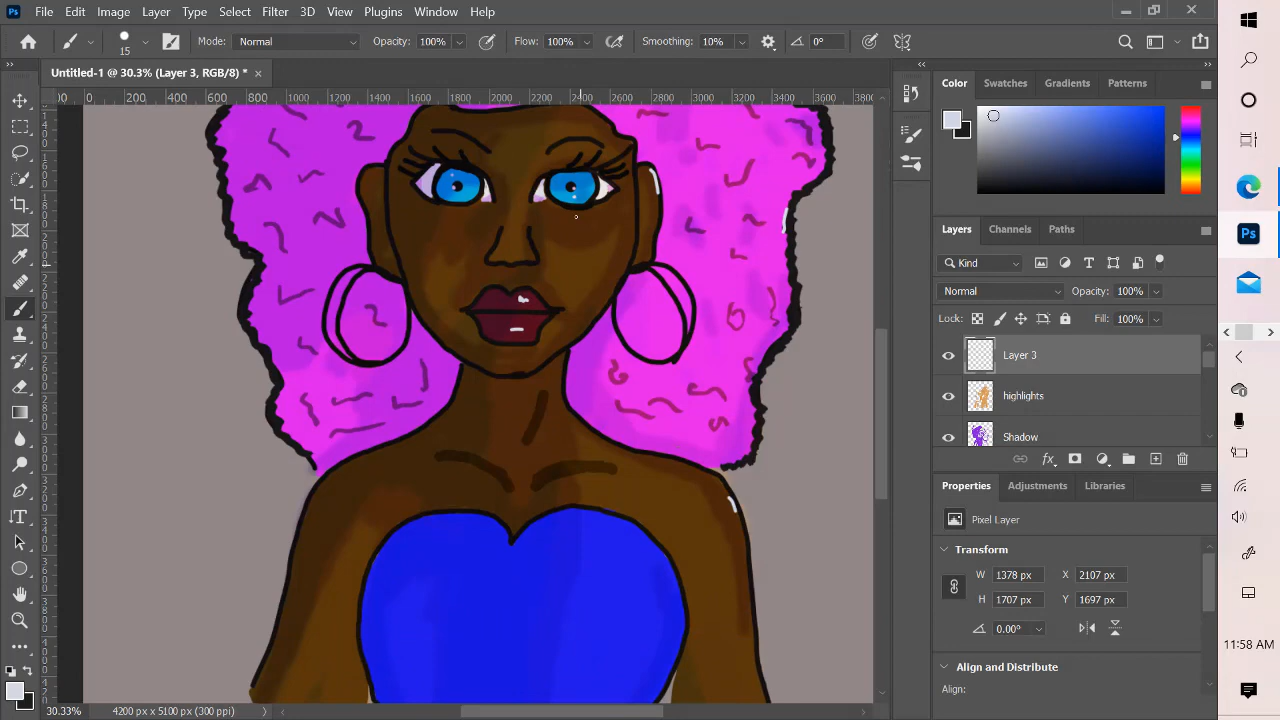 Ps File Edit Image Layer Type Select Filter 3D View Plugins Window Help
15 Mode: Normal Opacity: 100% Flow: 100% Smoothing: 10% 0°
Untitled-1 @ 30.3% (Layer 3, RGB/8) * ×
0 200 400 600 800 1000 1200 1400 1600 1800 2000 2200 2400 2600 2800 3000 3200 3400 3600 3800
Color Swatches Gradients Patterns
Layers Channels Paths
Kind
Normal Opacity: 100%
Lock: Fill: 100%
Layer 3
highlights
Shadow
fx
Properties Adjustments Libraries
Pixel Layer
Transform
W 1378 px X 2107 px
H 1707 px Y 1697 px
0.00°
Align and Distribute
Align:
30.33% 4200 px x 5100 px (300 ppi)
Ps
11:58 AM